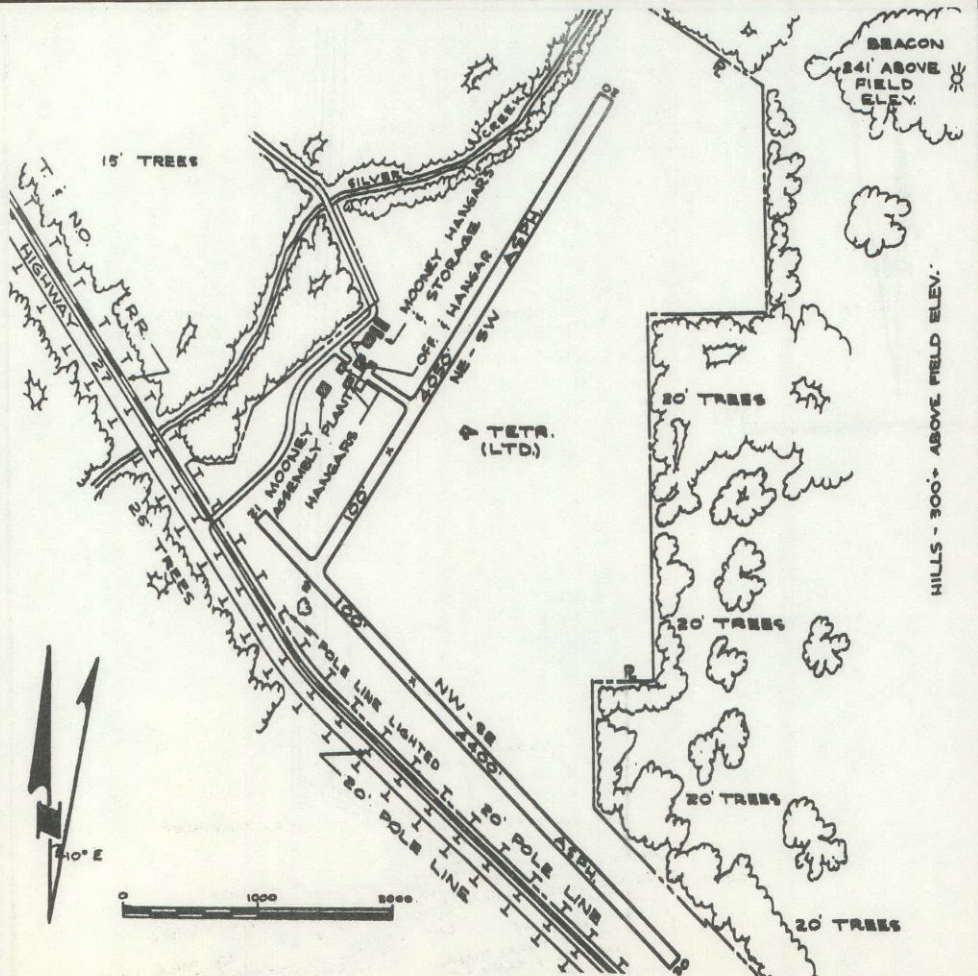 BEACON
241' ABOVE
FIELD
ELEV.
15' TREES
SILVER CREEK
T & NO. R.R.
HIGHWAY 27
MOONEY HANGARS
& STORAGE
OFF. & HANGAR
ASPH.
4050'
NE - SW
100'
MOONEY
ASSEMBLY PLANT
HANGARS
TETR.
(LTD.)
20' TREES
HILLS - 300'± ABOVE FIELD ELEV.
TREES
100'
POLE LINE LIGHTED
NW - SE
4400'
ASPH.
20' POLE LINE
20' POLE LINE
20' TREES
20' TREES
20' TREES
N
10° E
0 1000 2000